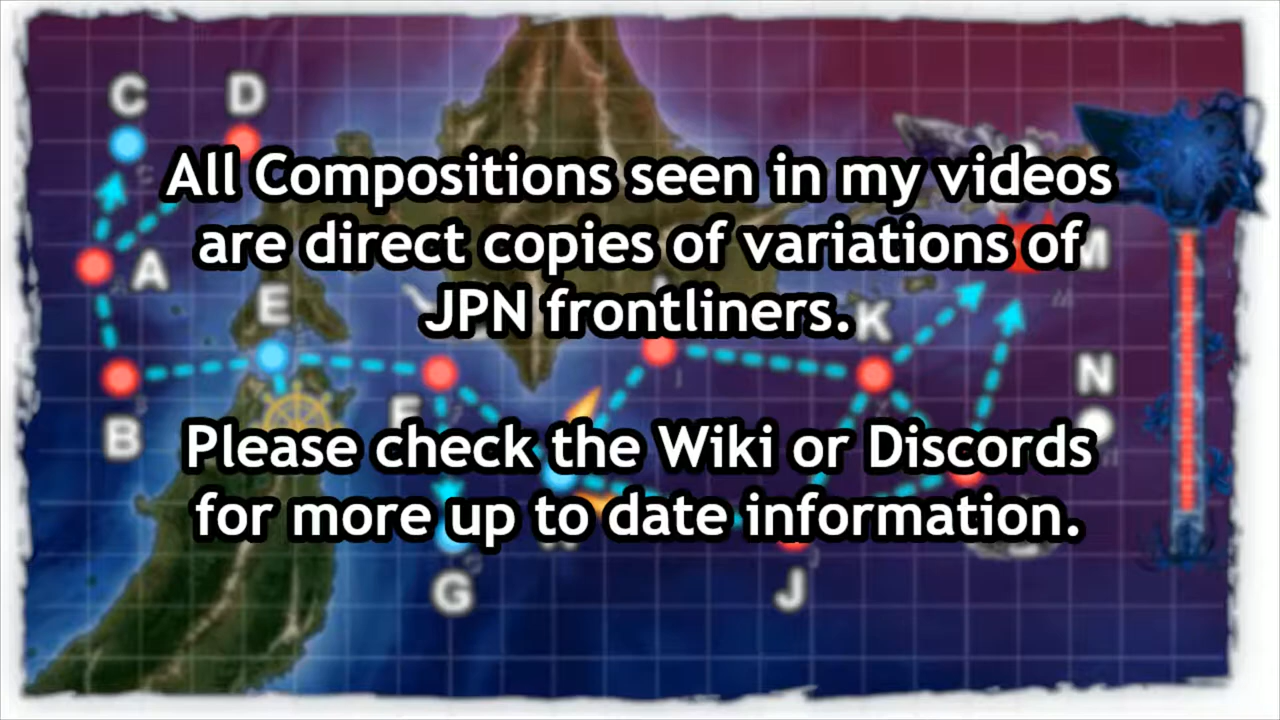 C D
All Compositions seen in my videos
are direct copies of variations of
M
A
E
JPN frontliners.
K
N
F
B
Please check the Wiki or Discords
for more up to date information.
G
J